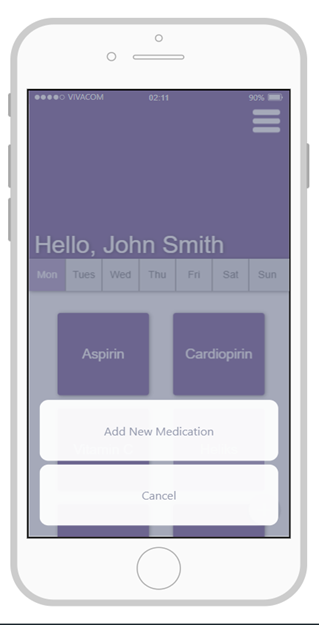 VIVACOM 02:11 90%
Hello, John Smith
Mon Tues Wed Thu Fri Sat Sun
Aspirin Cardiopirin
Add New Medication
Cancel